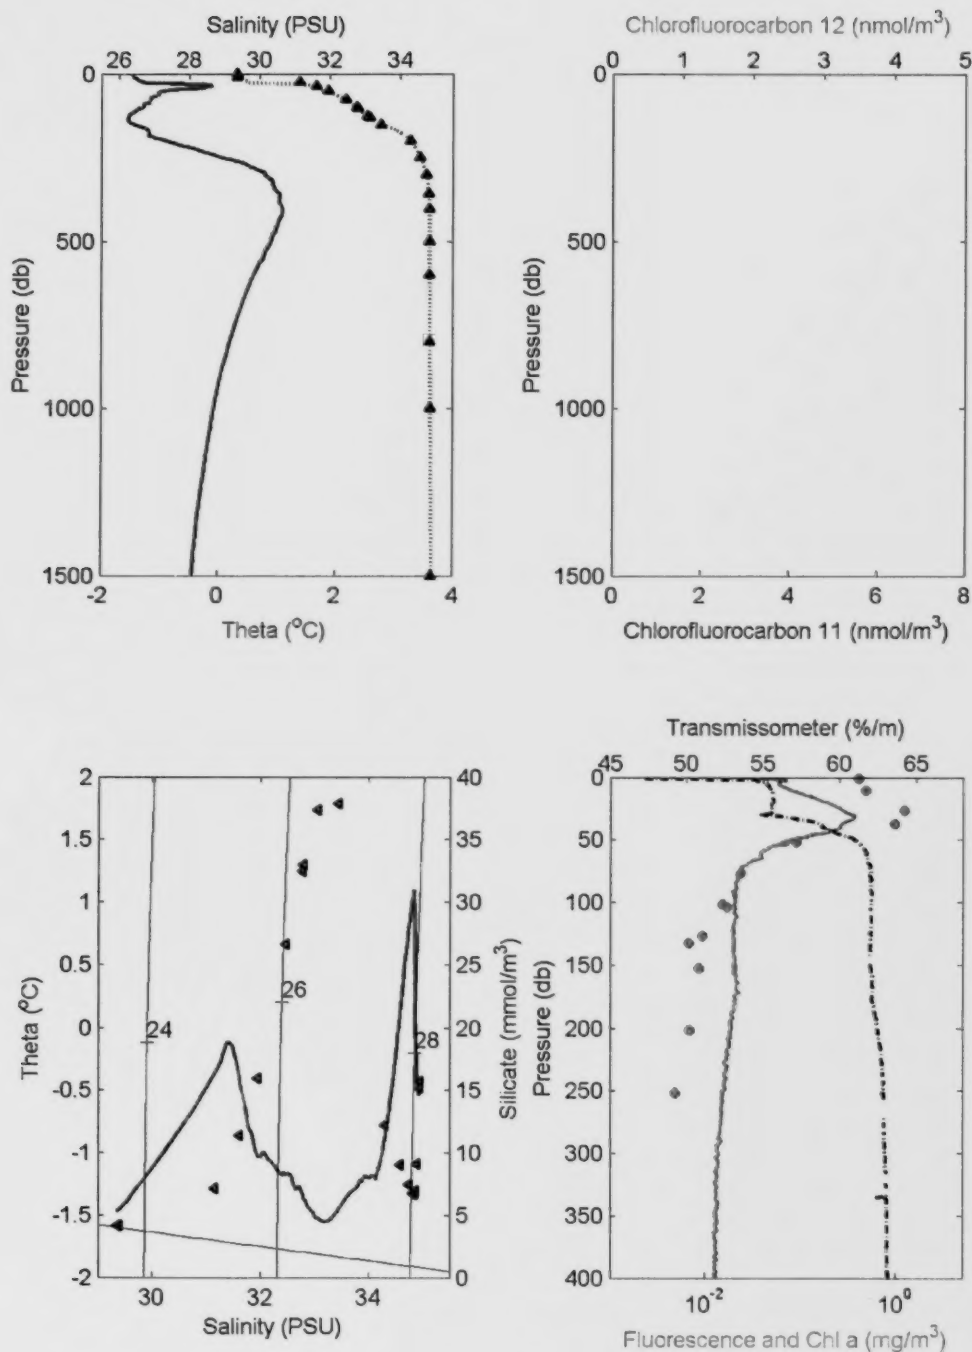 Salinity (PSU)
26 28 30 32 34
0
500
1000
1500
Pressure (db)
-2 0 2 4
Theta (°C)
Chlorofluorocarbon 12 (nmol/m³)
0 1 2 3 4 5
0
500
1000
1500
Pressure (db)
0 2 4 6 8
Chlorofluorocarbon 11 (nmol/m³)
2
1.5
1
0.5
0
-0.5
-1
-1.5
-2
Theta (°C)
24
26
28
40
35
30
25
20
15
10
5
0
Silicate (mmol/m³)
30 32 34
Salinity (PSU)
Transmissometer (%/m)
45 50 55 60 65
0
50
100
150
200
250
300
350
400
Pressure (db)
10⁻² 10⁰
Fluorescence and Chl a (mg/m³)